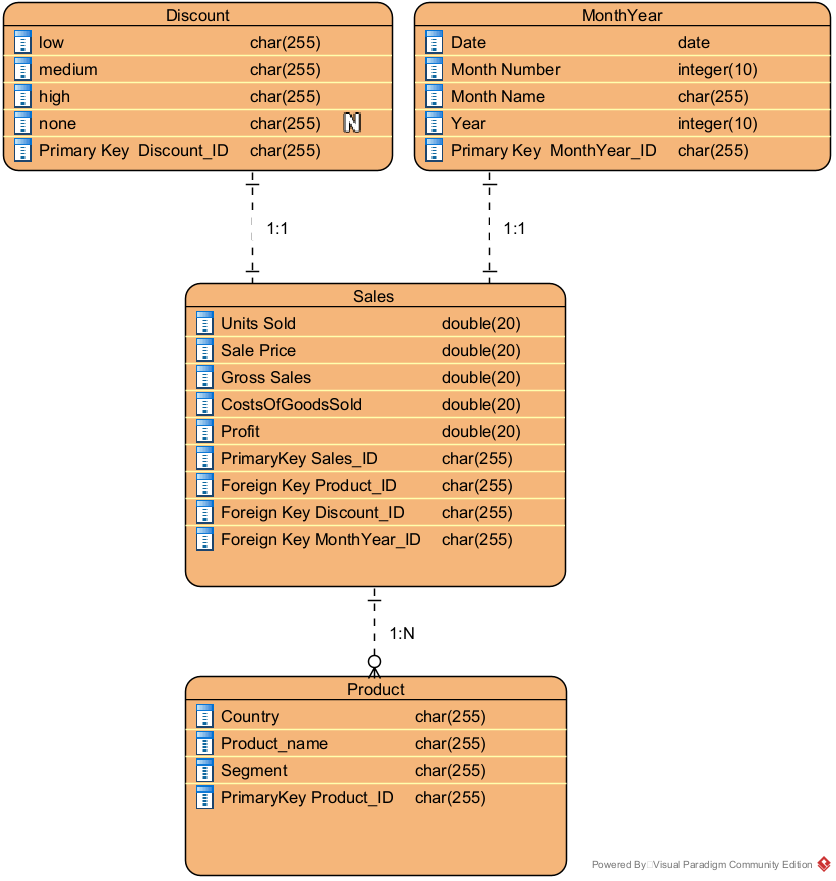 Discount
low char(255)
medium char(255)
high char(255)
none char(255) N
Primary Key Discount_ID char(255)
MonthYear
Date date
Month Number integer(10)
Month Name char(255)
Year integer(10)
Primary Key MonthYear_ID char(255)
1:1
1:1
Sales
Units Sold double(20)
Sale Price double(20)
Gross Sales double(20)
CostsOfGoodsSold double(20)
Profit double(20)
PrimaryKey Sales_ID char(255)
Foreign Key Product_ID char(255)
Foreign Key Discount_ID char(255)
Foreign Key MonthYear_ID char(255)
1:N
Product
Country char(255)
Product_name char(255)
Segment char(255)
PrimaryKey Product_ID char(255)
Powered By Visual Paradigm Community Edition